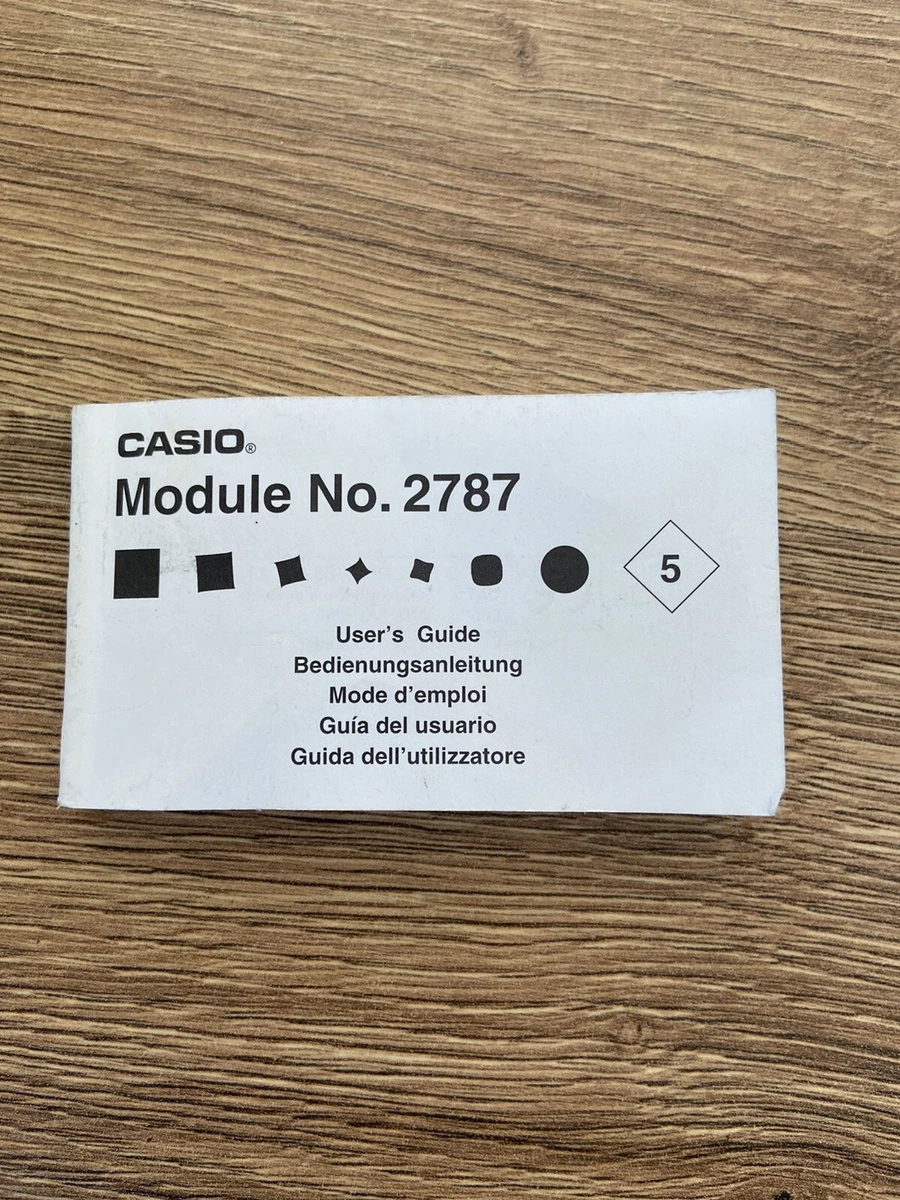 CASIO®
Module No. 2787
5
User's Guide
Bedienungsanleitung
Mode d'emploi
Guía del usuario
Guida dell'utilizzatore